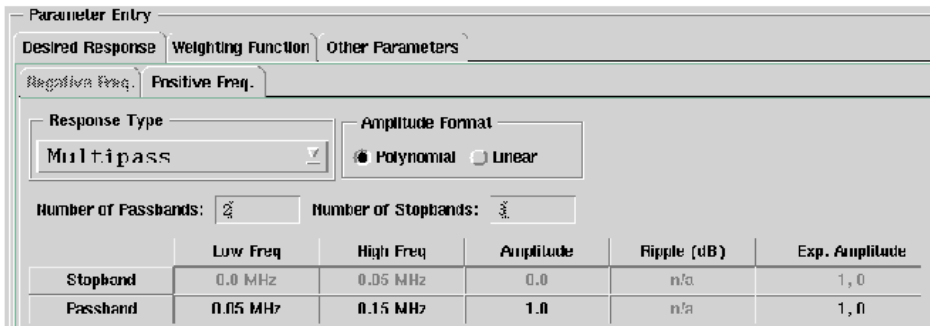 Parameter Entry
Desired Response Weighting Function Other Parameters
Negative Freq. Positive Freq.
Response Type Amplitude Format
Multipass Polynomial Linear
Number of Passbands: 2 Number of Stopbands: 3
Low Freq High Freq Amplitude Ripple (dB) Exp. Amplitude
Stopband 0.0 MHz 0.05 MHz 0.0 n/a 1, 0
Passband 0.05 MHz 0.15 MHz 1.0 n/a 1, 0